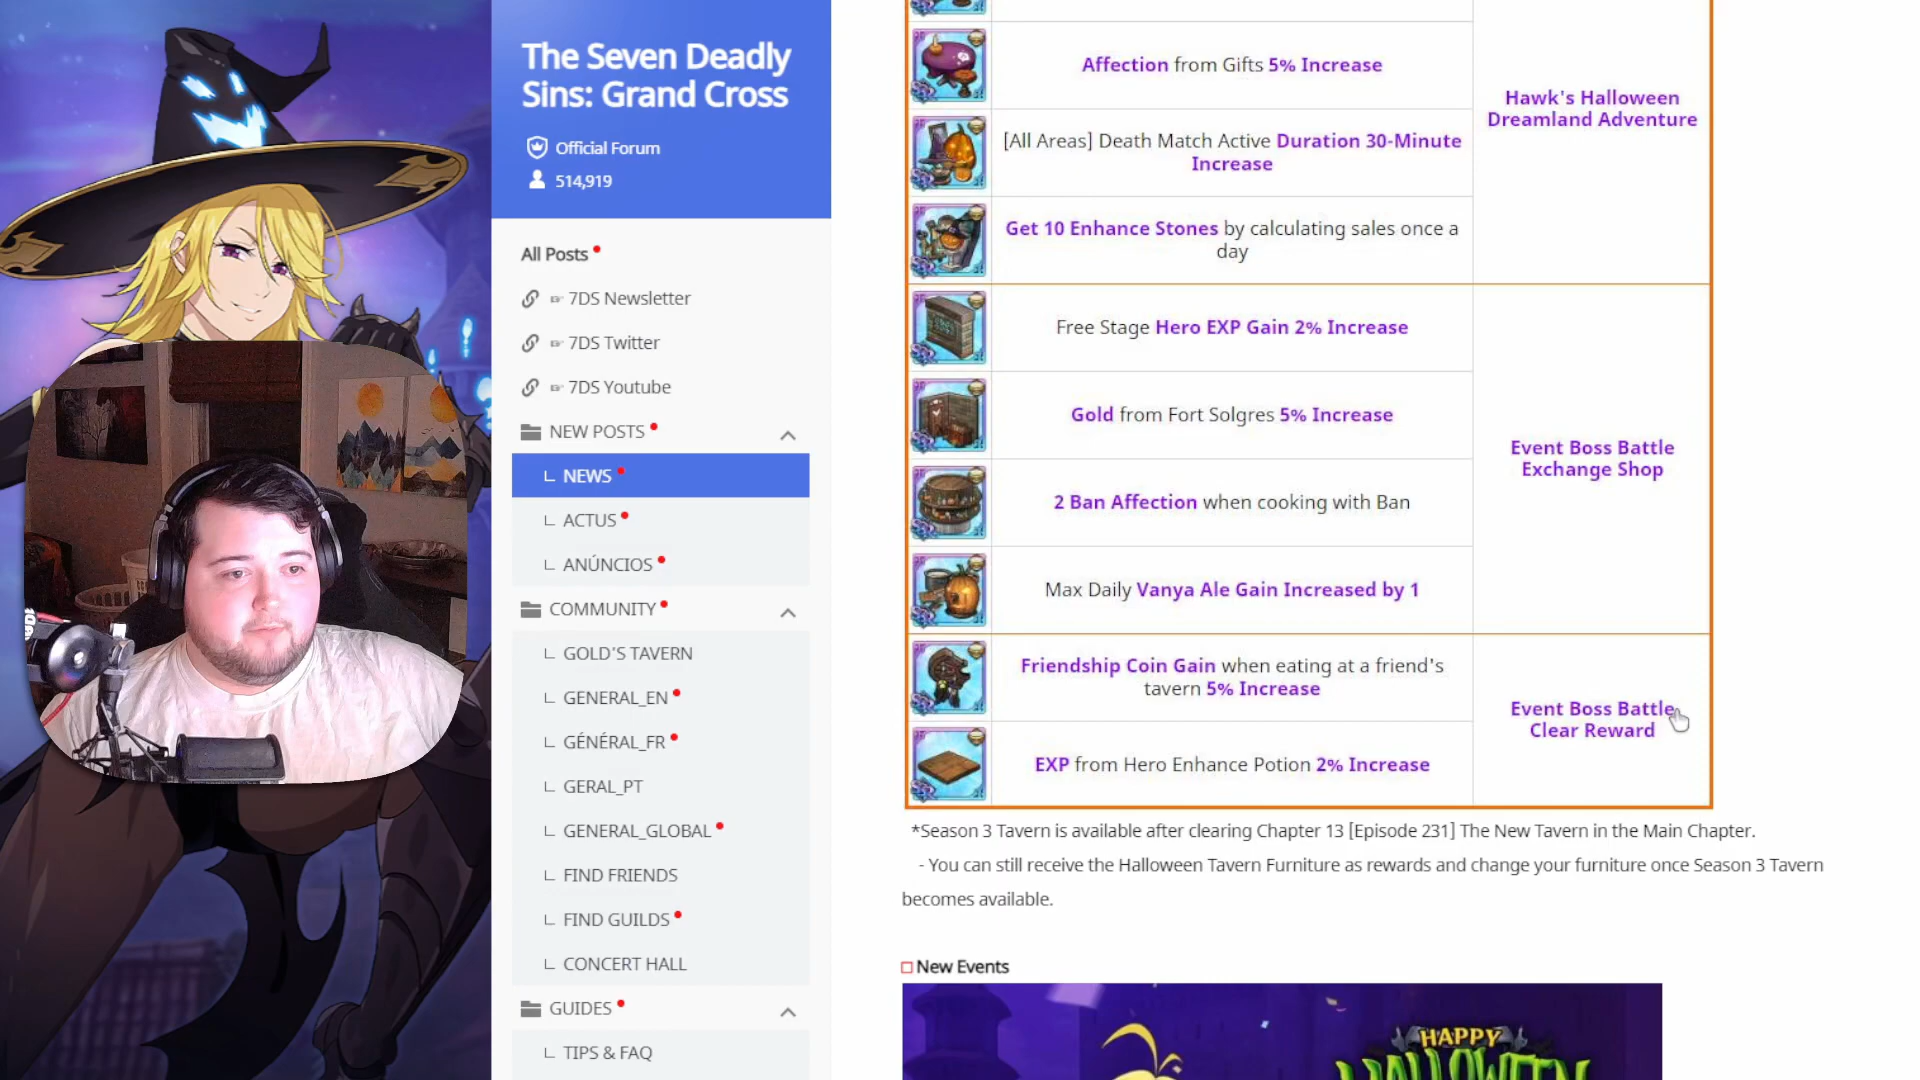 The Seven Deadly
Sins: Grand Cross
Official Forum
514,919
All Posts
7DS Newsletter
7DS Twitter
7DS Youtube
NEW POSTS
NEWS
ACTUS
ANÚNCIOS
COMMUNITY
GOLD'S TAVERN
GENERAL_EN
GÉNÉRAL_FR
GERAL_PT
GENERAL_GLOBAL
FIND FRIENDS
FIND GUILDS
CONCERT HALL
GUIDES
TIPS & FAQ
Affection from Gifts 5% Increase
[All Areas] Death Match Active Duration 30-Minute
Increase
Get 10 Enhance Stones by calculating sales once a
day
Hawk's Halloween
Dreamland Adventure
Free Stage Hero EXP Gain 2% Increase
Gold from Fort Solgres 5% Increase
2 Ban Affection when cooking with Ban
Max Daily Vanya Ale Gain Increased by 1
Event Boss Battle
Exchange Shop
Friendship Coin Gain when eating at a friend's
tavern 5% Increase
EXP from Hero Enhance Potion 2% Increase
Event Boss Battle
Clear Reward
*Season 3 Tavern is available after clearing Chapter 13 [Episode 231] The New Tavern in the Main Chapter.
- You can still receive the Halloween Tavern Furniture as rewards and change your furniture once Season 3 Tavern
becomes available.
New Events
HAPPY
HALLOWEEN